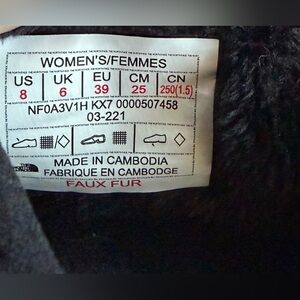 WOMEN'S/FEMMES
US UK EU CM CN
8 6 39 25 250(1.5)
NF0A3V1H KX7 0000507458
03-221
MADE IN CAMBODIA
FABRIQUE EN CAMBODGE
FAUX FUR